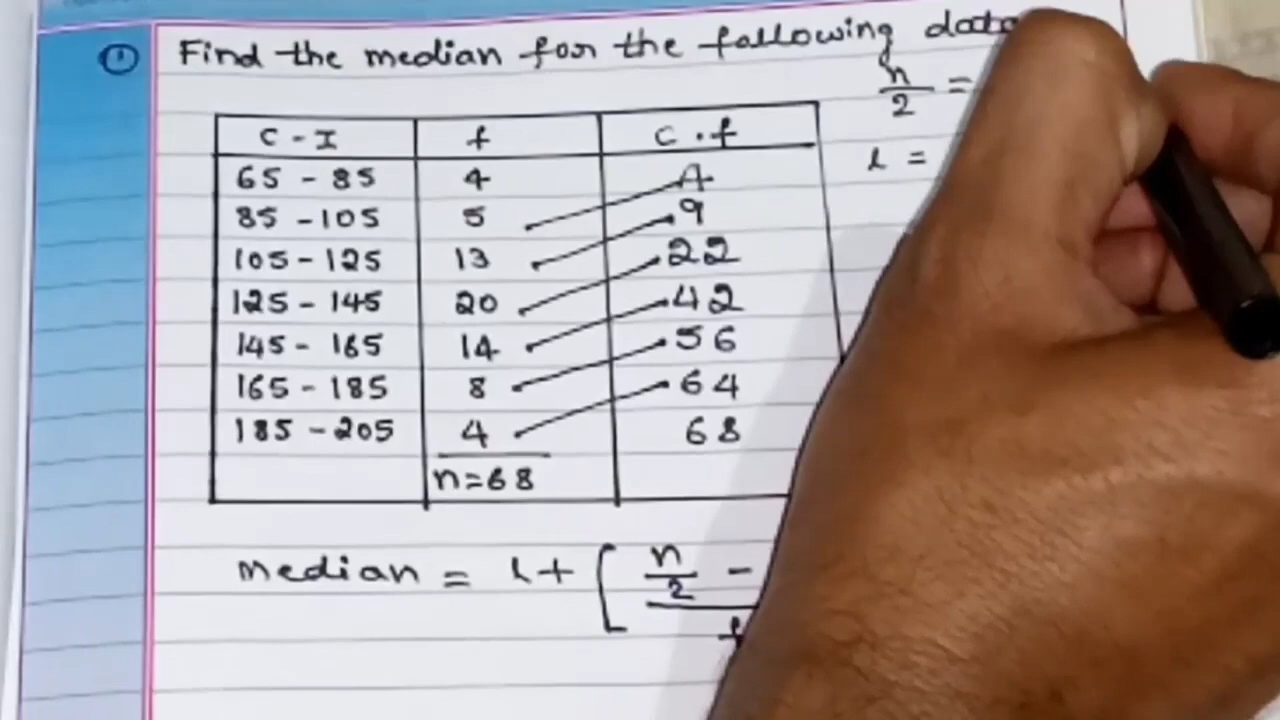 ① Find the median for the following data
n/2 =
l =
C - I f C.f
65 - 85 4 4
85 - 105 5 9
105 - 125 13 22
125 - 145 20 42
145 - 165 14 56
165 - 185 8 64
185 - 205 4 68
n=68
median = l + [ n/2 - / f